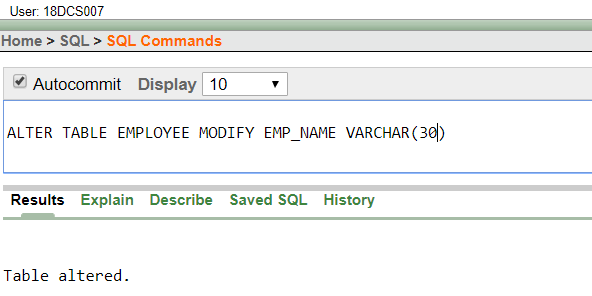 User: 18DCS007
Home > SQL > SQL Commands
Autocommit Display 10
ALTER TABLE EMPLOYEE MODIFY EMP_NAME VARCHAR(30)
Results Explain Describe Saved SQL History
Table altered.